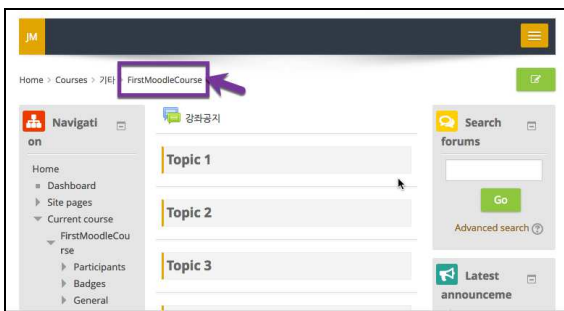 JM
Home > Courses > 기타 > FirstMoodleCourse
Navigati
on
Home
Dashboard
Site pages
Current course
FirstMoodleCou
rse
Participants
Badges
General
강좌공지
Topic 1
Topic 2
Topic 3
Search
forums
Go
Advanced search
Latest
announceme